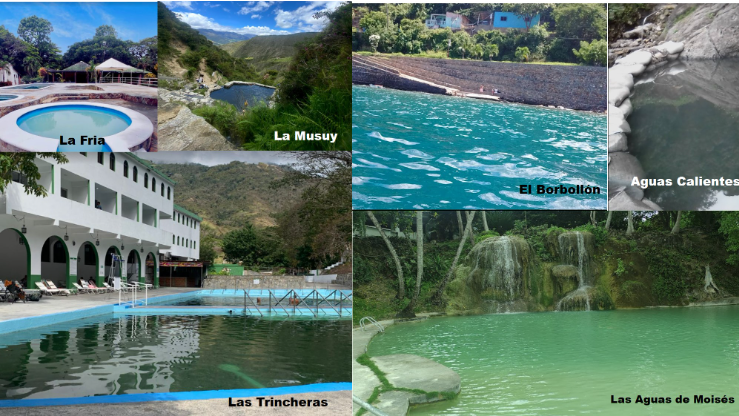 La Fria
La Musuy
El Borbollón
Aguas Calientes
Las Trincheras
Las Aguas de Moisés